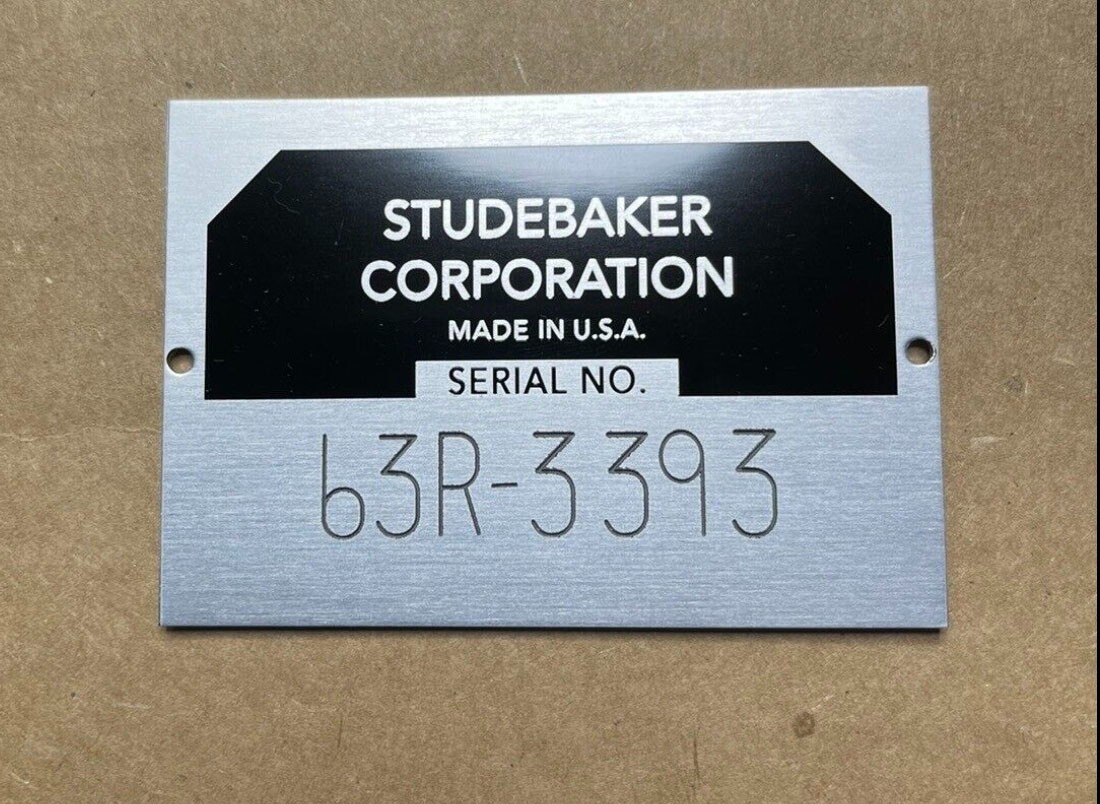 STUDEBAKER
CORPORATION
MADE IN U.S.A.
SERIAL NO.
63R-3393